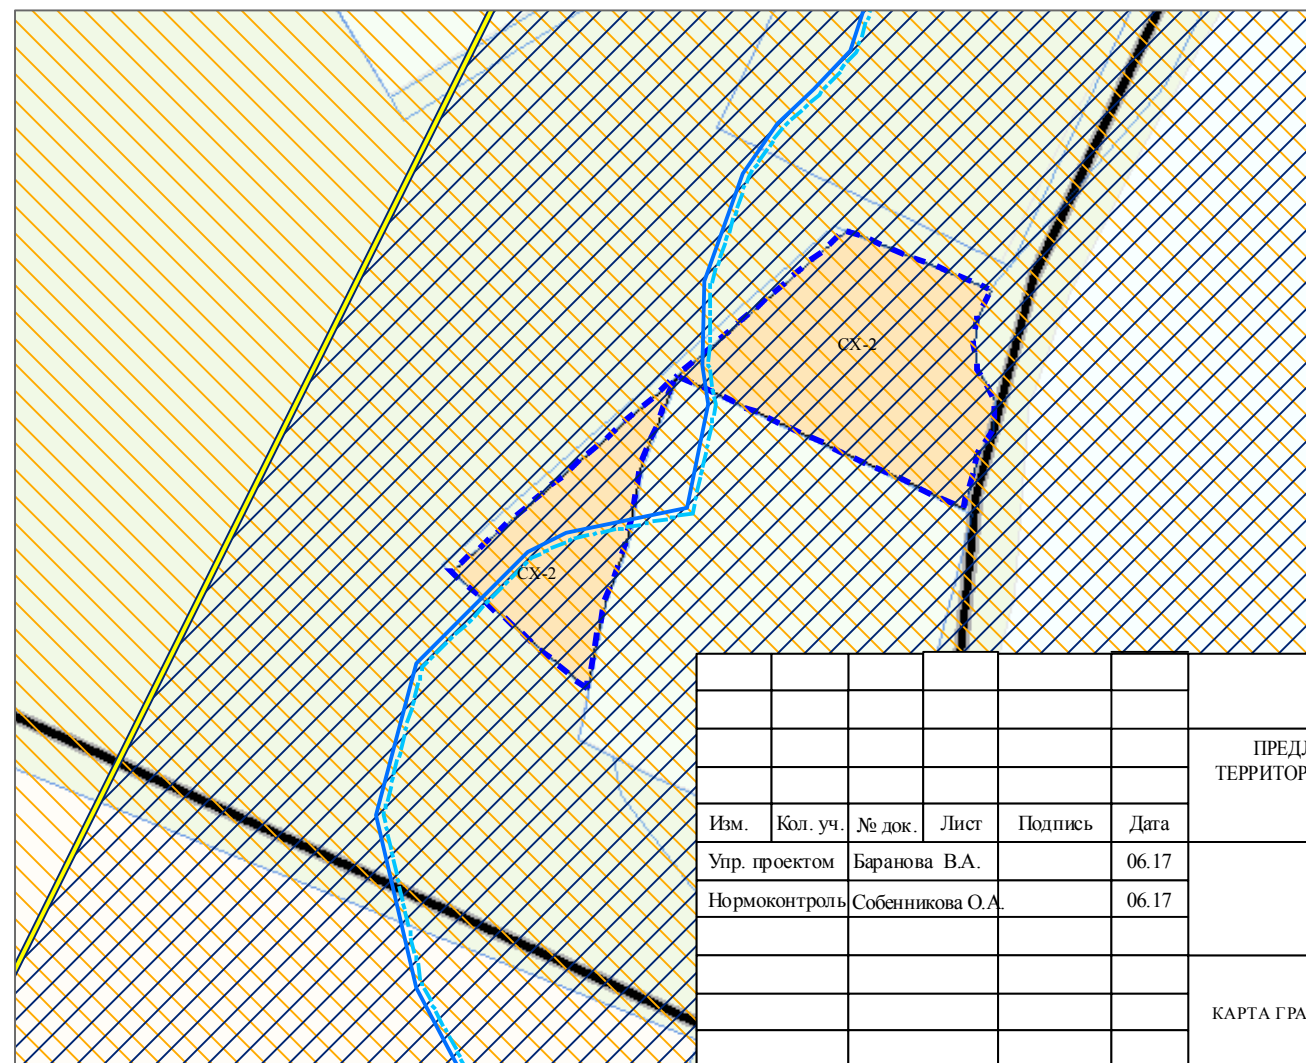 СХ-2
СХ-2
ПРЕДЛ
ТЕРРИТОР
Изм. Кол. уч. № док. Лист Подпись Дата
Упр. проектом Баранова В.А. 06.17
Нормоконтроль Собенникова О.А. 06.17
КАРТА ГРА